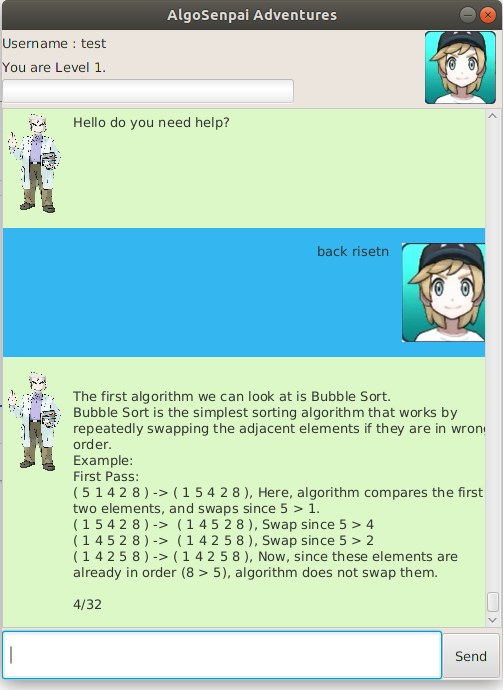 AlgoSenpai Adventures
Username : test
You are Level 1.
Hello do you need help?
back risetn
The first algorithm we can look at is Bubble Sort.
Bubble Sort is the simplest sorting algorithm that works by
repeatedly swapping the adjacent elements if they are in wrong
order.
Example:
First Pass:
( 5 1 4 2 8 ) -> ( 1 5 4 2 8 ), Here, algorithm compares the first
two elements, and swaps since 5 > 1.
( 1 5 4 2 8 ) ->  ( 1 4 5 2 8 ), Swap since 5 > 4
( 1 4 5 2 8 ) ->  ( 1 4 2 5 8 ), Swap since 5 > 2
( 1 4 2 5 8 ) -> ( 1 4 2 5 8 ), Now, since these elements are
already in order (8 > 5), algorithm does not swap them.
4/32
Send